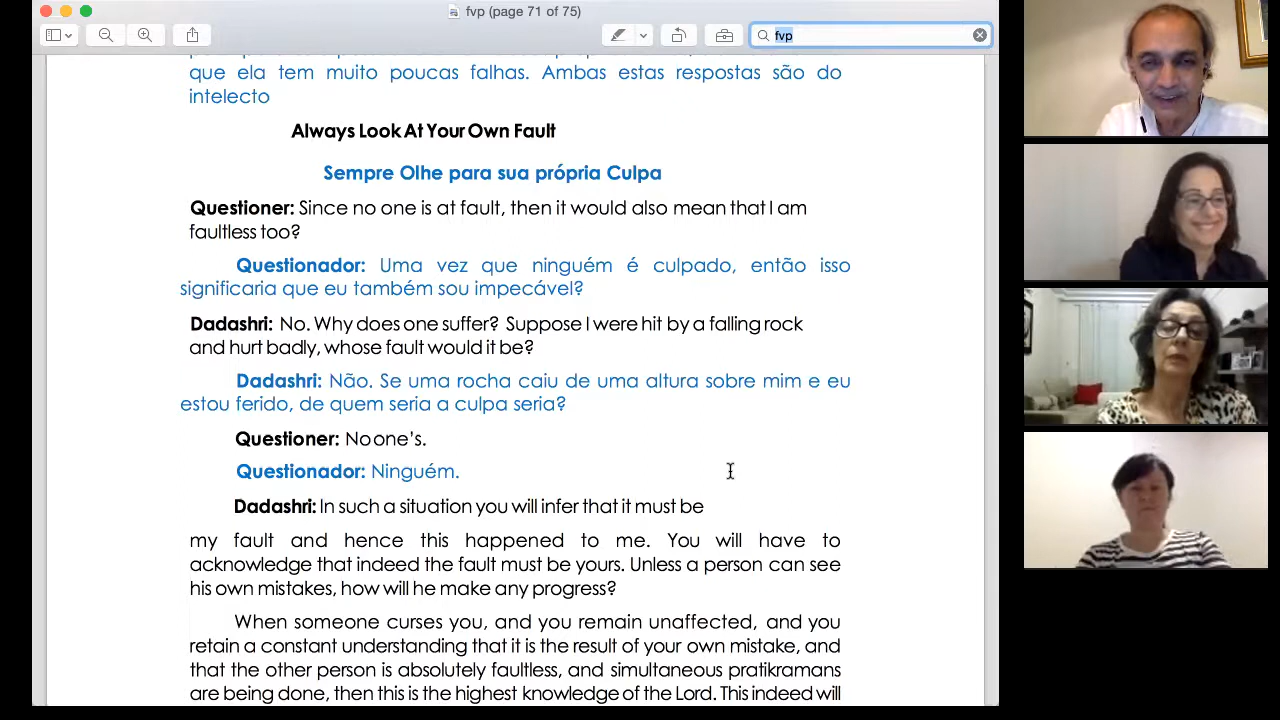 fvp (page 71 of 75)
fvp
que ela tem muito poucas falhas. Ambas estas respostas são do
intelecto
Always Look At Your Own Fault
Sempre Olhe para sua própria Culpa
Questioner: Since no one is at fault, then it would also mean that I am
faultless too?
Questionador: Uma vez que ninguém é culpado, então isso
significaria que eu também sou impecável?
Dadashri: No. Why does one suffer? Suppose I were hit by a falling rock
and hurt badly, whose fault would it be?
Dadashri: Não. Se uma rocha caiu de uma altura sobre mim e eu
estou ferido, de quem seria a culpa seria?
Questioner: No one's.
Questionador: Ninguém.
Dadashri: In such a situation you will infer that it must be
my fault and hence this happened to me. You will have to
acknowledge that indeed the fault must be yours. Unless a person can see
his own mistakes, how will he make any progress?
When someone curses you, and you remain unaffected, and you
retain a constant understanding that it is the result of your own mistake, and
that the other person is absolutely faultless, and simultaneous pratikramans
are being done, then this is the highest knowledge of the Lord. This indeed will